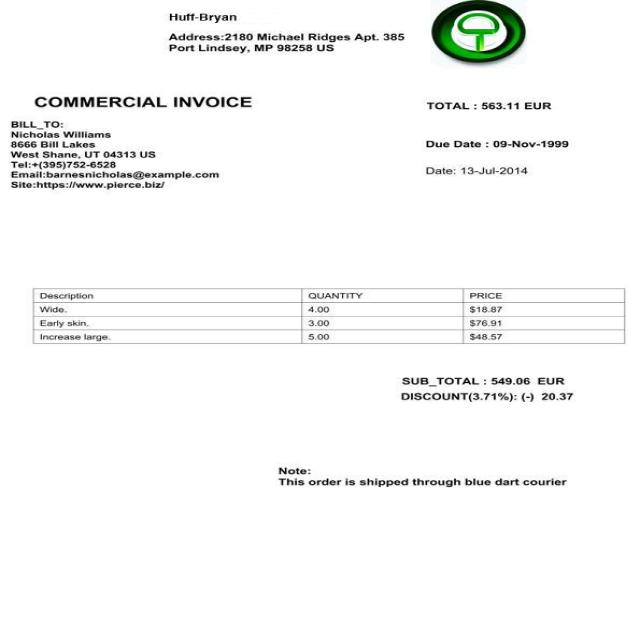 Huff-Bryan
Address:2180 Michael Ridges Apt. 385
Port Lindsey, MP 98258 US
COMMERCIAL INVOICE
TOTAL : 563.11 EUR
BILL_TO:
Nicholas Williams
8666 Bill Lakes
West Shane, UT 04313 US
Tel:+(395)752-6528
Email:barnesnicholas@example.com
Site:https://www.pierce.biz/
Due Date : 09-Nov-1999
Date: 13-Jul-2014
Description QUANTITY PRICE
Wide. 4.00 $18.87
Early skin. 3.00 $76.91
Increase large. 5.00 $48.57
SUB_TOTAL : 549.06 EUR
DISCOUNT(3.71%): (-) 20.37
Note:
This order is shipped through blue dart courier